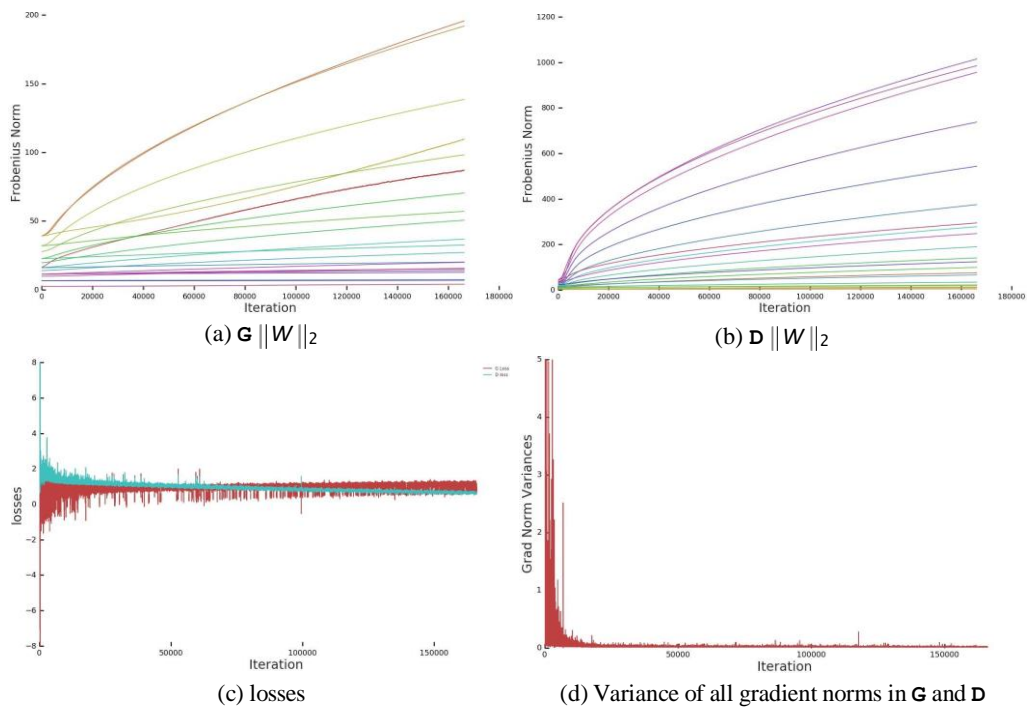 200
150
100
50
0
Frobenius Norm
0 20000 40000 60000 80000 100000 120000 140000 160000 180000
Iteration
(a) G ||W||₂
1200
1000
800
600
400
200
0
Frobenius Norm
0 20000 40000 60000 80000 100000 120000 140000 160000 180000
Iteration
(b) D ||W||₂
8
6
4
2
0
−2
−4
−6
−8
losses
G Loss
D loss
0 50000 100000 150000
Iteration
(c) losses
5
4
3
2
1
0
Grad Norm Variances
0 50000 100000 150000
Iteration
(d) Variance of all gradient norms in G and D